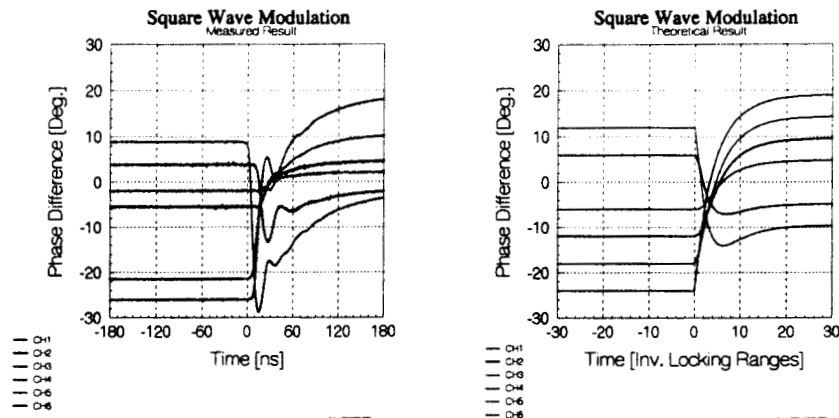 Square Wave Modulation
Measured Result
30
20
10
0
-10
-20
-30
Phase Difference [Deg.]
-180 -120 -60 0 60 120 180
Time [ns]
CH1
CH2
CH3
CH4
CH5
CH6
Square Wave Modulation
Theoretical Result
30
20
10
0
-10
-20
-30
Phase Difference [Deg.]
-30 -20 -10 0 10 20 30
Time [Inv. Locking Ranges]
CH1
CH2
CH3
CH4
CH5
CH6